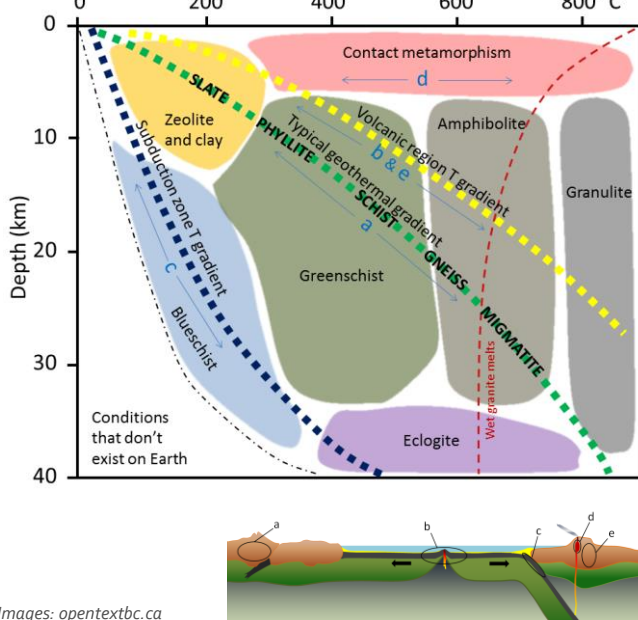 0 200 400 600 800 C
0
10
20
30
40
Depth (km)
Contact metamorphism
d
SLATE
Zeolite
and clay
Volcanic region T gradient
b & e
Amphibolite
PHYLLITE
Typical geothermal gradient
a
SCHIST
Granulite
Subduction zone T gradient
c
Blueschist
Greenschist
GNEISS
MIGMATITE
Wet granite melts
Conditions
that don't
exist on Earth
Eclogite
a
b
c
d
e
Images: opentextbc.ca